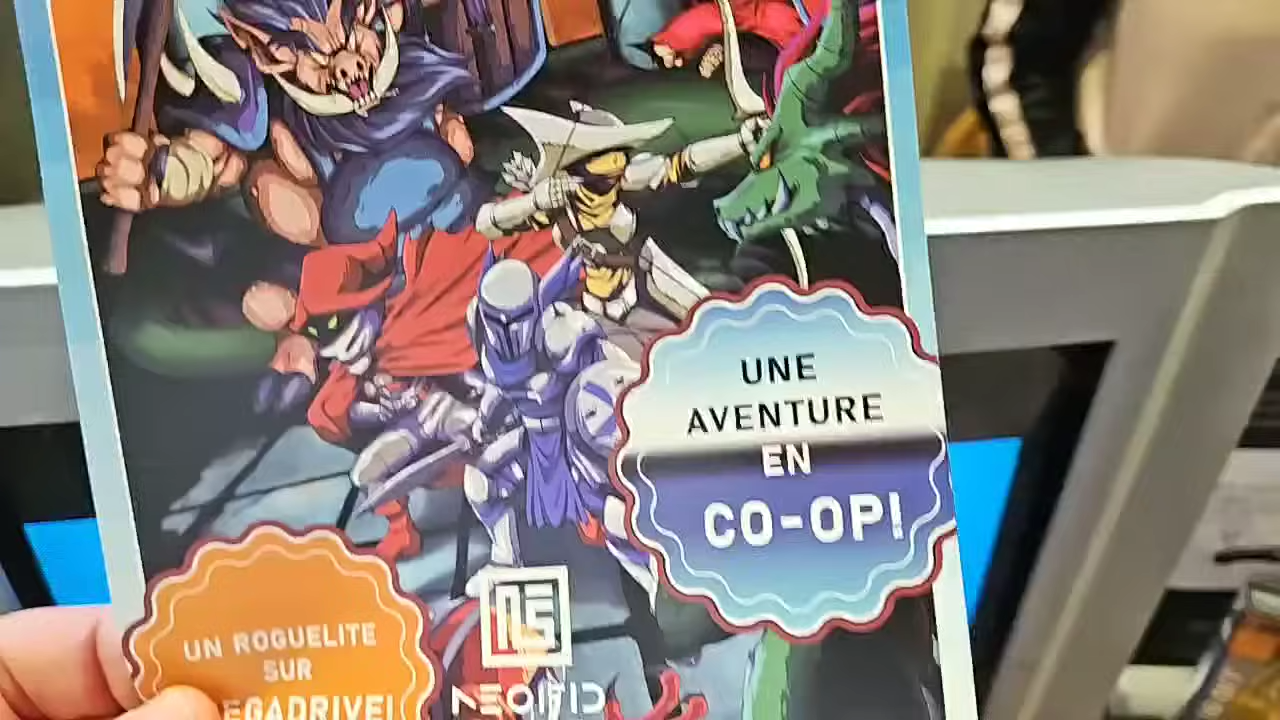 UNE
AVENTURE
EN
CO-OP!
UN ROGUELITE
SUR
EGADRIVE!
NEOFID